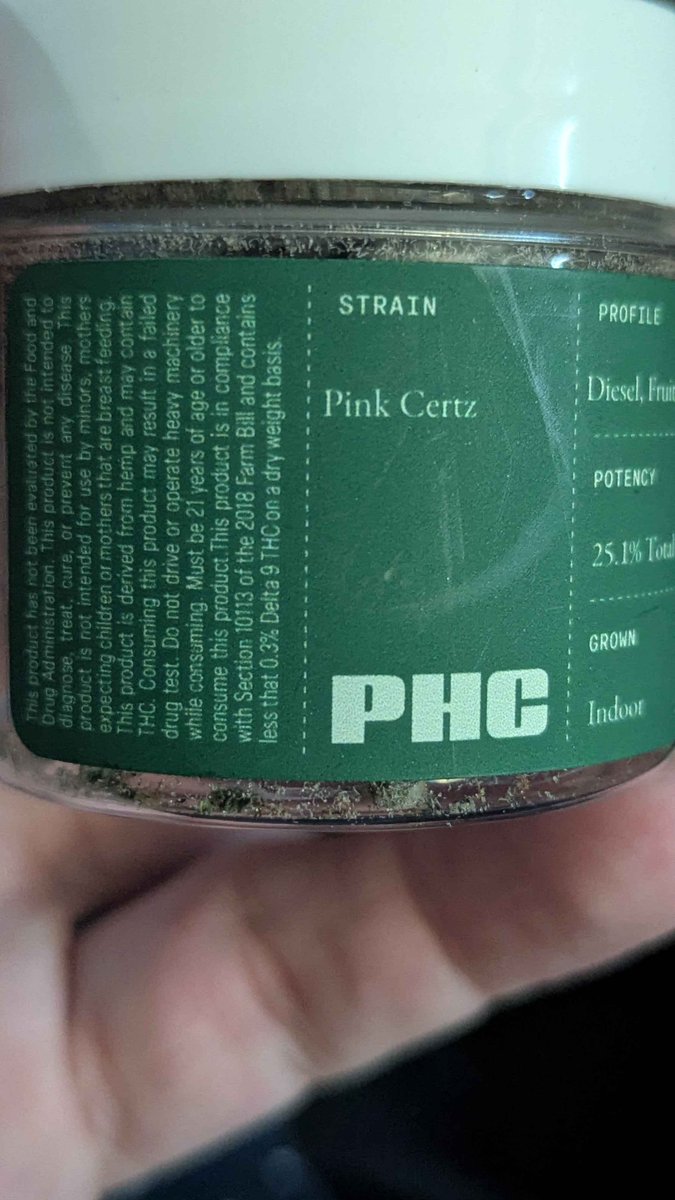 This product has not been evaluated by the Food and
Drug Administration. This product is not intended to
diagnose, treat, cure, or prevent any disease. This
product is not intended for use by minors, mothers
expecting children or mothers that are breast feeding.
This product is derived from hemp and may contain
THC. Consuming this product may result in a failed
drug test. Do not drive or operate heavy machinery
while consuming. Must be 21 years of age or older to
consume this product.This product is in compliance
with Section 10113 of the 2018 Farm Bill and contains
less that 0.3% Delta 9 THC on a dry weight basis.
STRAIN
Pink Certz
PHC
PROFILE
Diesel,
POTENCY
25.1% Total
GROWN
Indoor